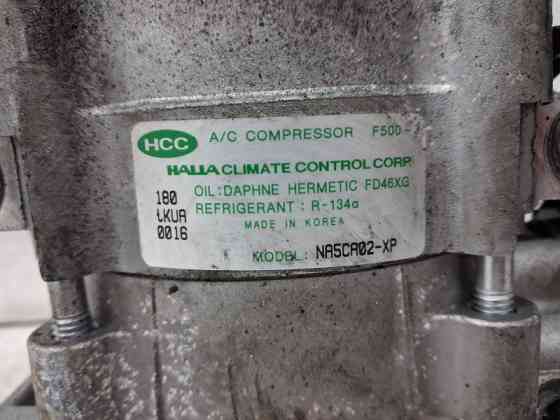 HCC A/C COMPRESSOR F500-
HALLA CLIMATE CONTROL CORP
180 OIL:DAPHNE HERMETIC FD46XG
LKUA REFRIGERANT : R-134a
0016 MADE IN KOREA
MODEL: NA5CA02-XP